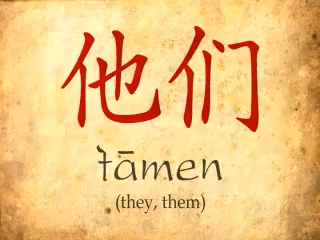 他们
tāmen
(they, them)